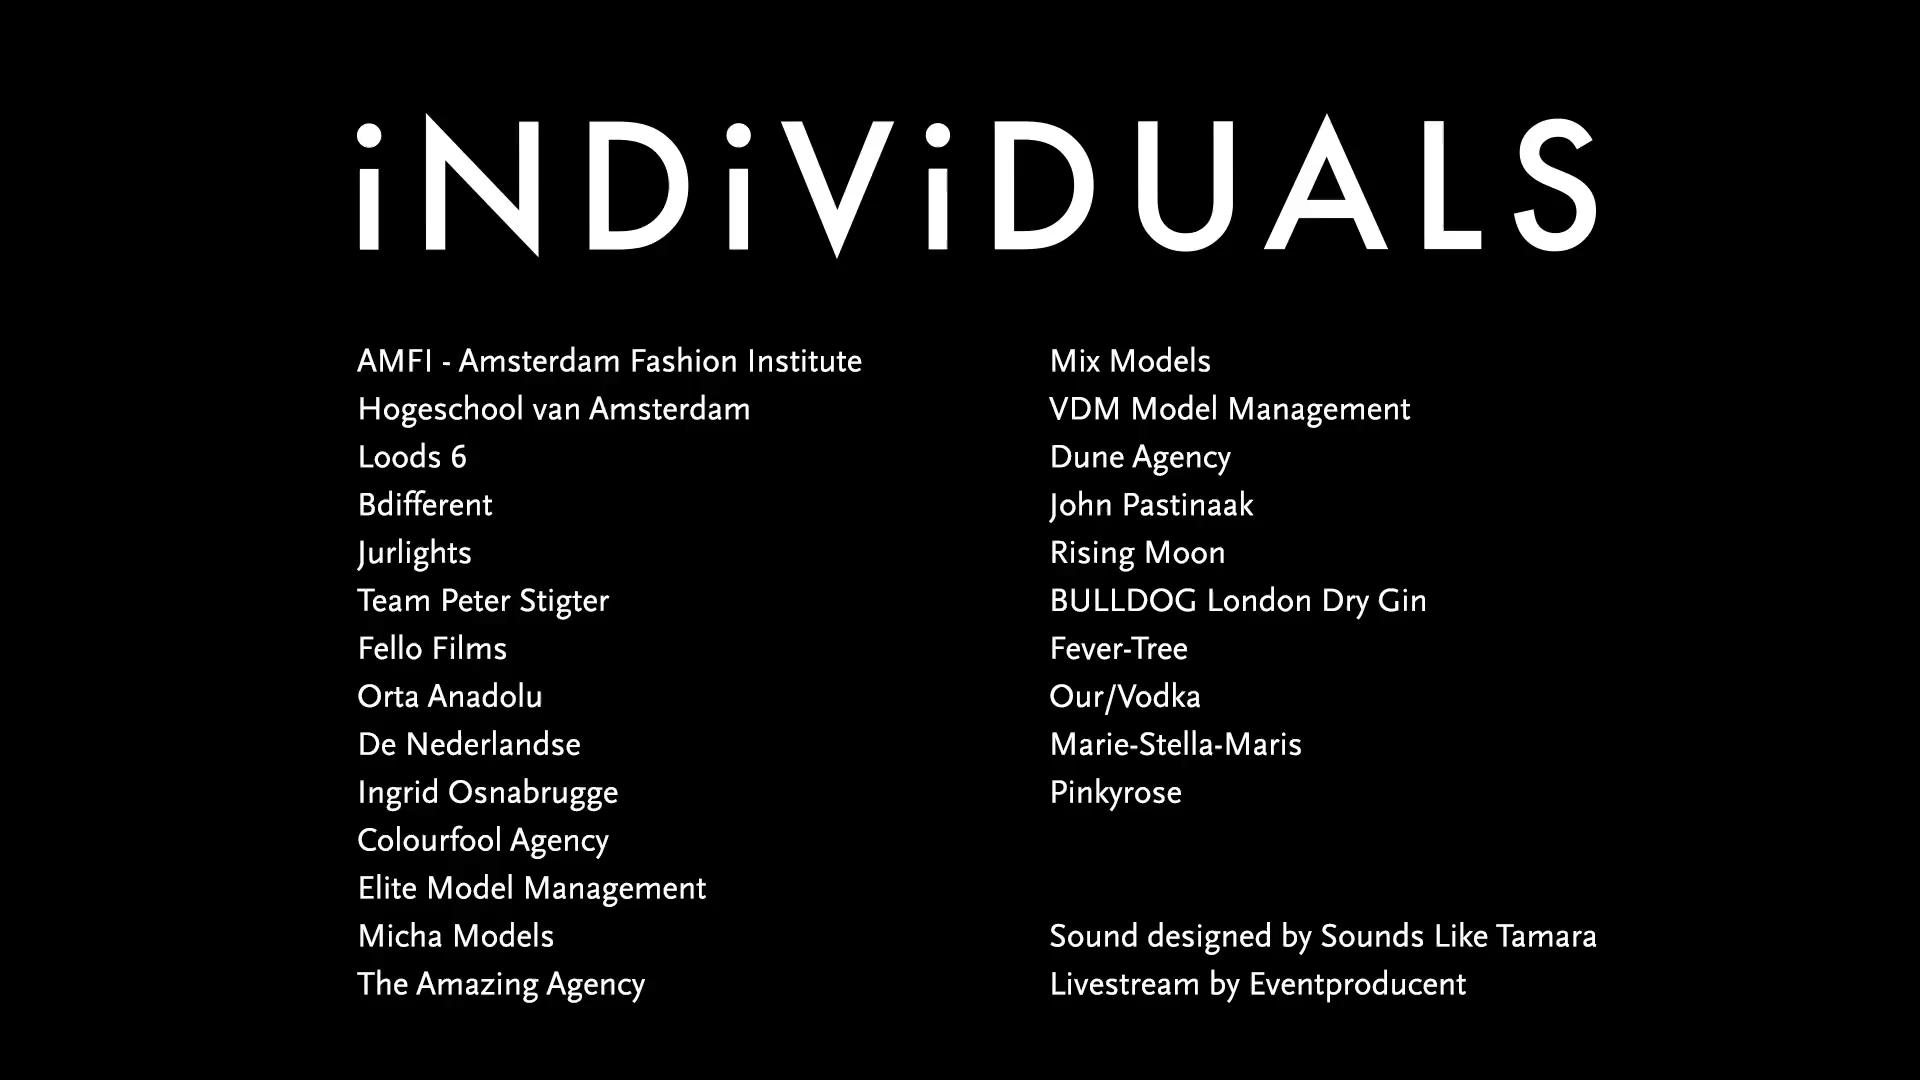 iNDiViDUALS
AMFI - Amsterdam Fashion Institute
Hogeschool van Amsterdam
Loods 6
Bdifferent
Jurlights
Team Peter Stigter
Fello Films
Orta Anadolu
De Nederlandse
Ingrid Osnabrugge
Colourfool Agency
Elite Model Management
Micha Models
The Amazing Agency
Mix Models
VDM Model Management
Dune Agency
John Pastinaak
Rising Moon
BULLDOG London Dry Gin
Fever-Tree
Our/Vodka
Marie-Stella-Maris
Pinkyrose
Sound designed by Sounds Like Tamara
Livestream by Eventproducent